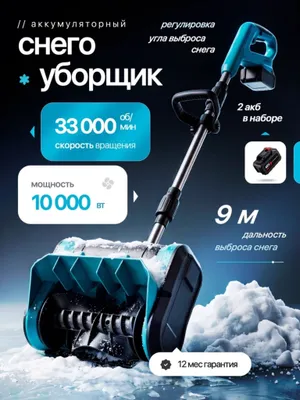 // аккумуляторный
снего
уборщик
регулировка
угла выброса
снега
33 000 об/
мин
скорость вращения
2 акб
в наборе
мощность
10 000 вт
9 м
дальность
выброса снега
12 мес гарантия